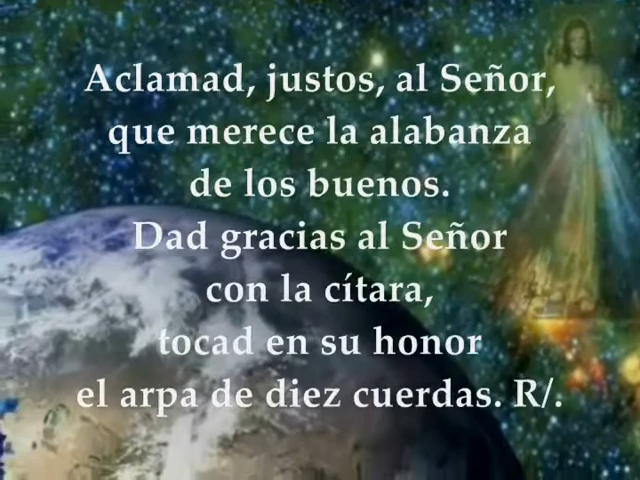 Aclamad, justos, al Señor,
que merece la alabanza
de los buenos.
Dad gracias al Señor
con la cítara,
tocad en su honor
el arpa de diez cuerdas. R/.